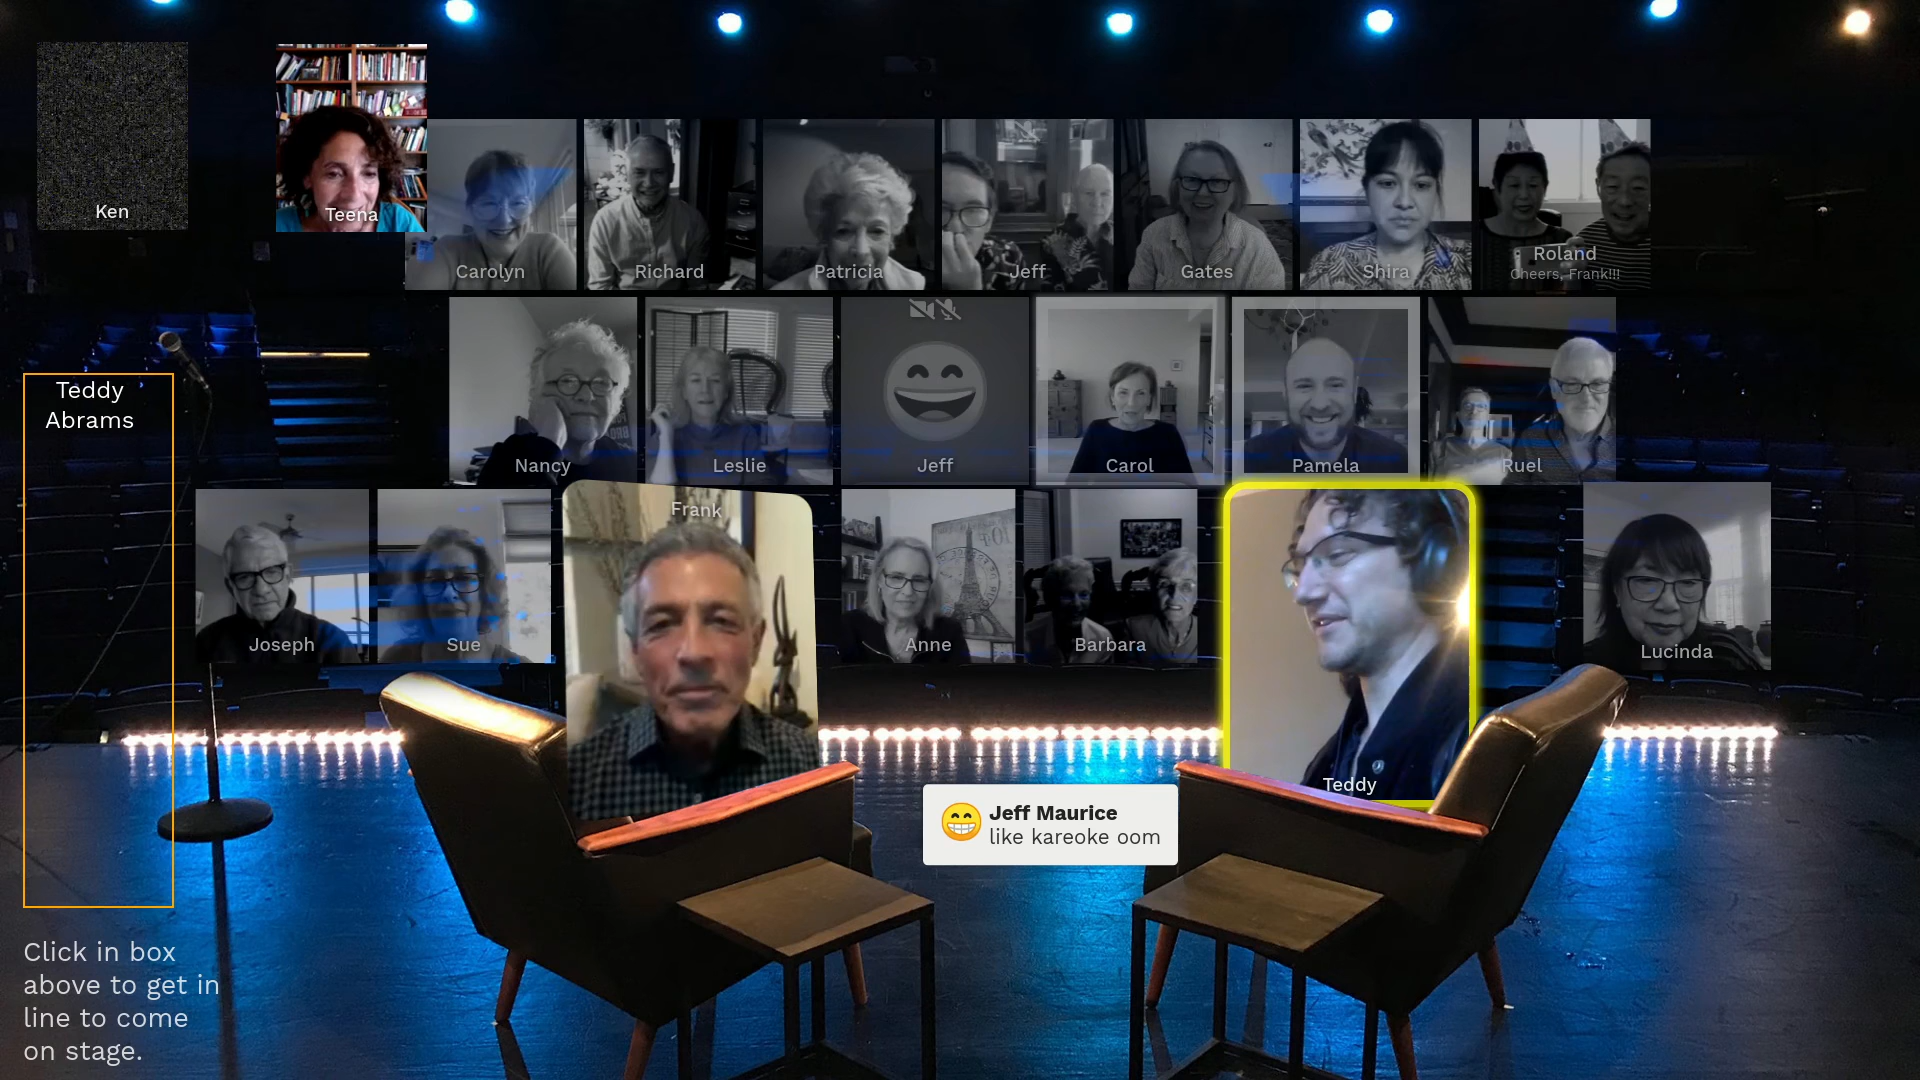 Ken
Teena
Carolyn
Richard
Patricia
Jeff
Gates
Shira
Roland
Cheers, Frank!!!
Teddy
Abrams
Nancy
Leslie
Jeff
Carol
Pamela
Ruel
Joseph
Sue
Frank
Anne
Barbara
Teddy
Lucinda
Jeff Maurice
like kareoke oom
Click in box
above to get in
line to come
on stage.